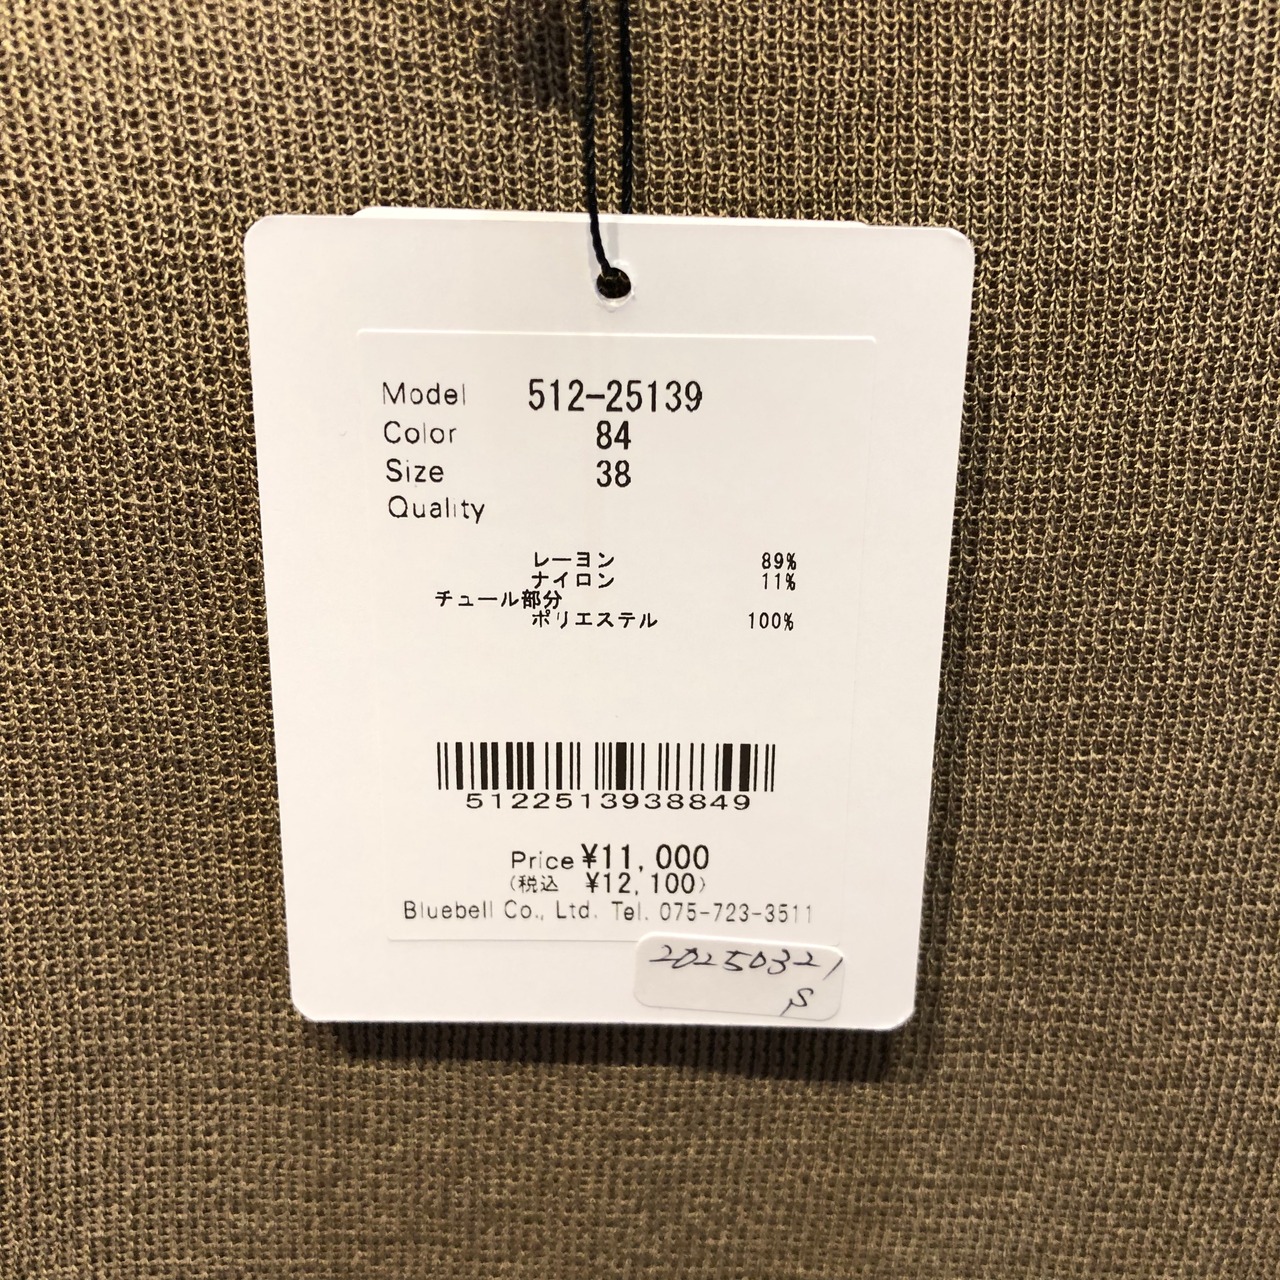 Model 512-25139
Color 84
Size 38
Quality
レーヨン 89%
ナイロン 11%
チュール部分
ポリエステル 100%
5122513938849
Price ¥11,000
(税込 ¥12,100)
Bluebell Co., Ltd. Tel. 075-723-3511
20250321
S